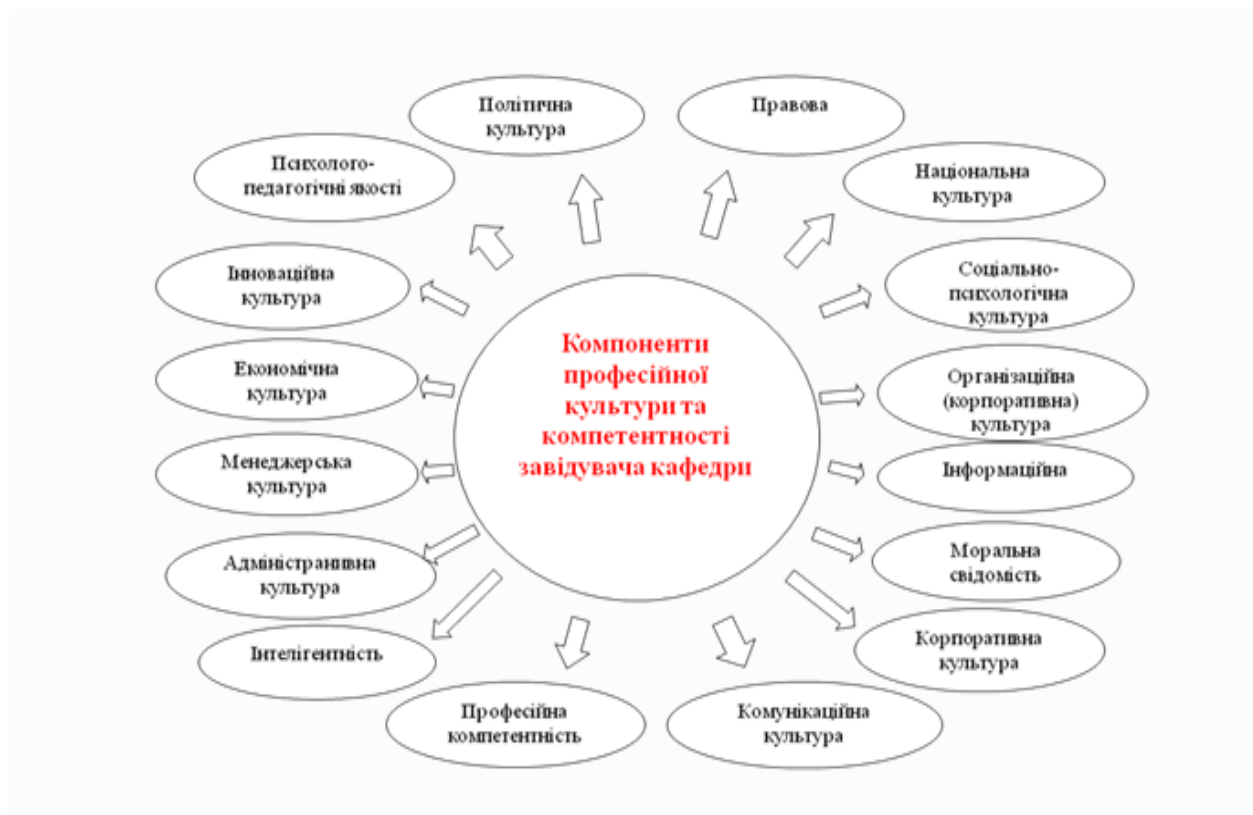 Політична
культура
Правова
Психолого-
педагогічні якості
Національна
культура
Інноваційна
культура
Соціально-
психологічна
культура
Економічна
культура
Компоненти
професійної
культури та
компетентності
завідувача кафедри
Організаційна
(корпоративна)
культура
Менеджерська
культура
Інформаційна
Адміністранивна
культура
Моральна
свідомість
Інтелігентність
Корпоративна
культура
Професійна
компетентність
Комунікаційна
культура